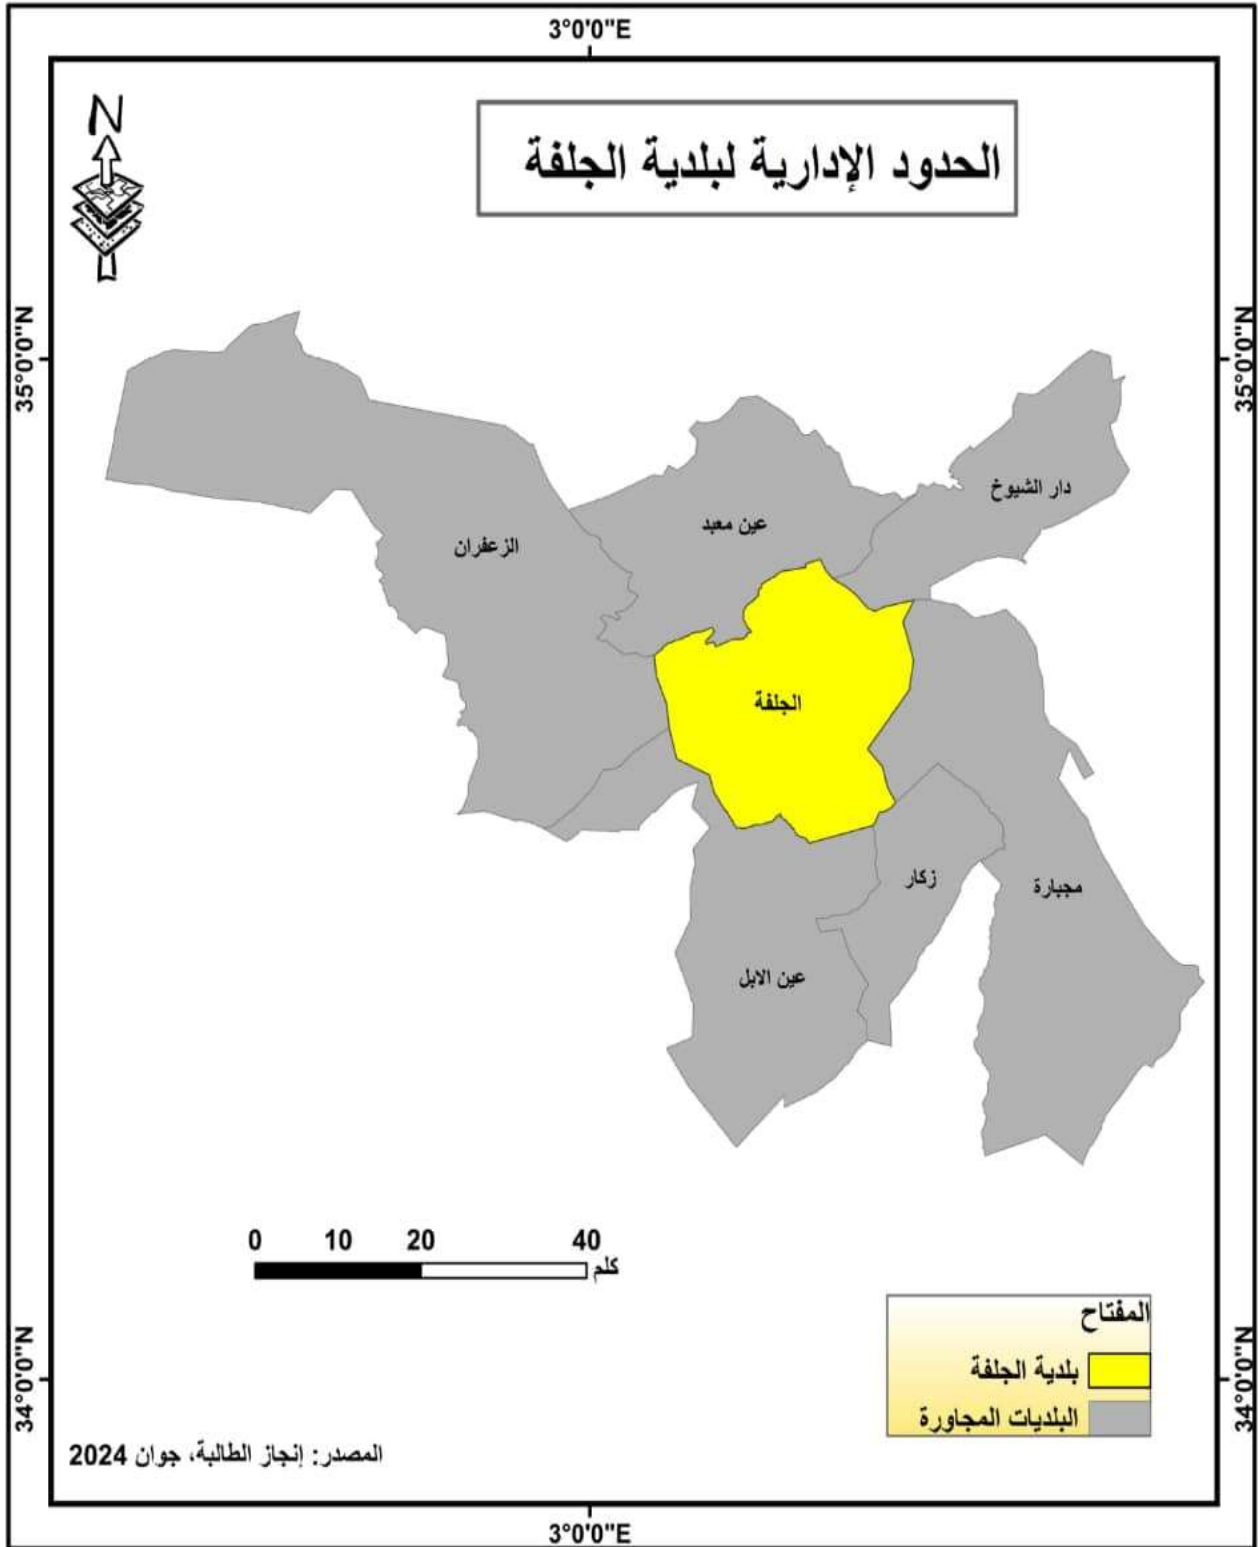 3°0'0"E
N
الحدود الإدارية لبلدية الجلفة
35°0'0"N
35°0'0"N
دار الشيوخ
عين معبد
الزعفران
الجلفة
زكار
مجبارة
عين الابل
0 10 20 40
كلم
المفتاح
بلدية الجلفة
البلديات المجاورة
34°0'0"N
34°0'0"N
المصدر: إنجاز الطالبة، جوان 2024
3°0'0"E